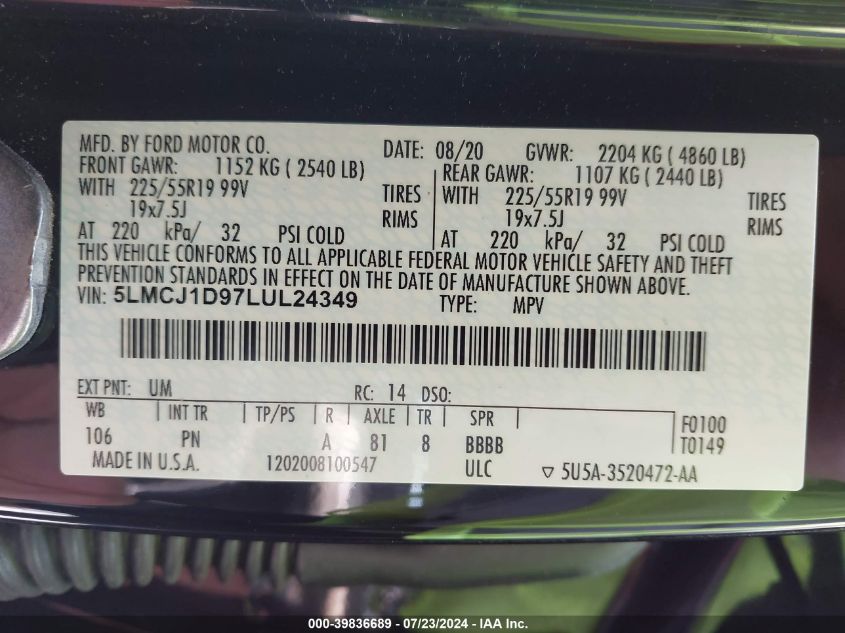 MFD. BY FORD MOTOR CO. DATE: 08/20 GVWR: 2204 KG ( 4860 LB)
FRONT GAWR: 1152 KG ( 2540 LB) REAR GAWR: 1107 KG ( 2440 LB)
WITH 225/55R19 99V TIRES WITH 225/55R19 99V TIRES
19x7.5J RIMS 19x7.5J RIMS
AT 220 kPa/ 32 PSI COLD AT 220 kPa/ 32 PSI COLD
THIS VEHICLE CONFORMS TO ALL APPLICABLE FEDERAL MOTOR VEHICLE SAFETY AND THEFT
PREVENTION STANDARDS IN EFFECT ON THE DATE OF MANUFACTURE SHOWN ABOVE.
VIN: 5LMCJ1D97LUL24349 TYPE: MPV
EXT PNT: UM RC: 14 DSO:
WB INT TR TP/PS R AXLE TR SPR F0100
106 PN A 81 8 BBBB T0149
MADE IN U.S.A. 1202008100547 ULC 5U5A-3520472-AA
000-39836689 - 07/23/2024 - IAA Inc.